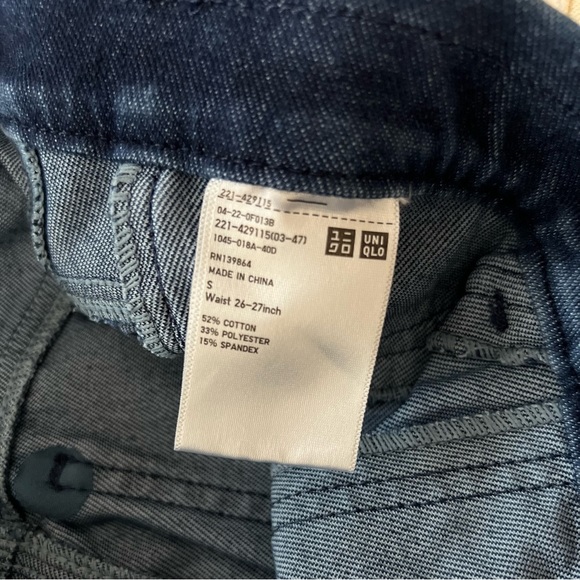 221-429115
04-22-0F013B
221-429115(03-47)
1045-018A-40D
ユニ
クロ
UNI
QLO
RN139864
MADE IN CHINA
S
Waist 26-27inch
52% COTTON
33% POLYESTER
15% SPANDEX